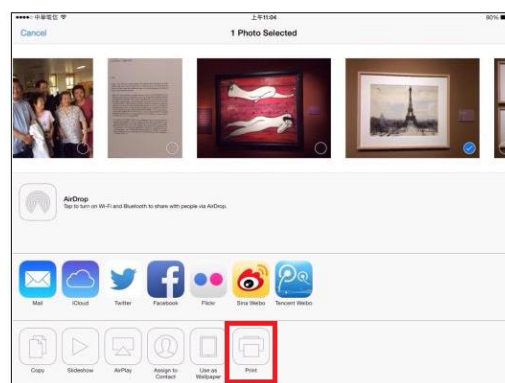 中華電信
上午11:04
80%
Cancel
1 Photo Selected
AirDrop
Tap to turn on Wi-Fi and Bluetooth to share with people via AirDrop.
Mail
iCloud
Twitter
Facebook
Flickr
Sina Weibo
Tencent Weibo
Copy
Slideshow
AirPlay
Assign to
Contact
Use as
Wallpaper
Print